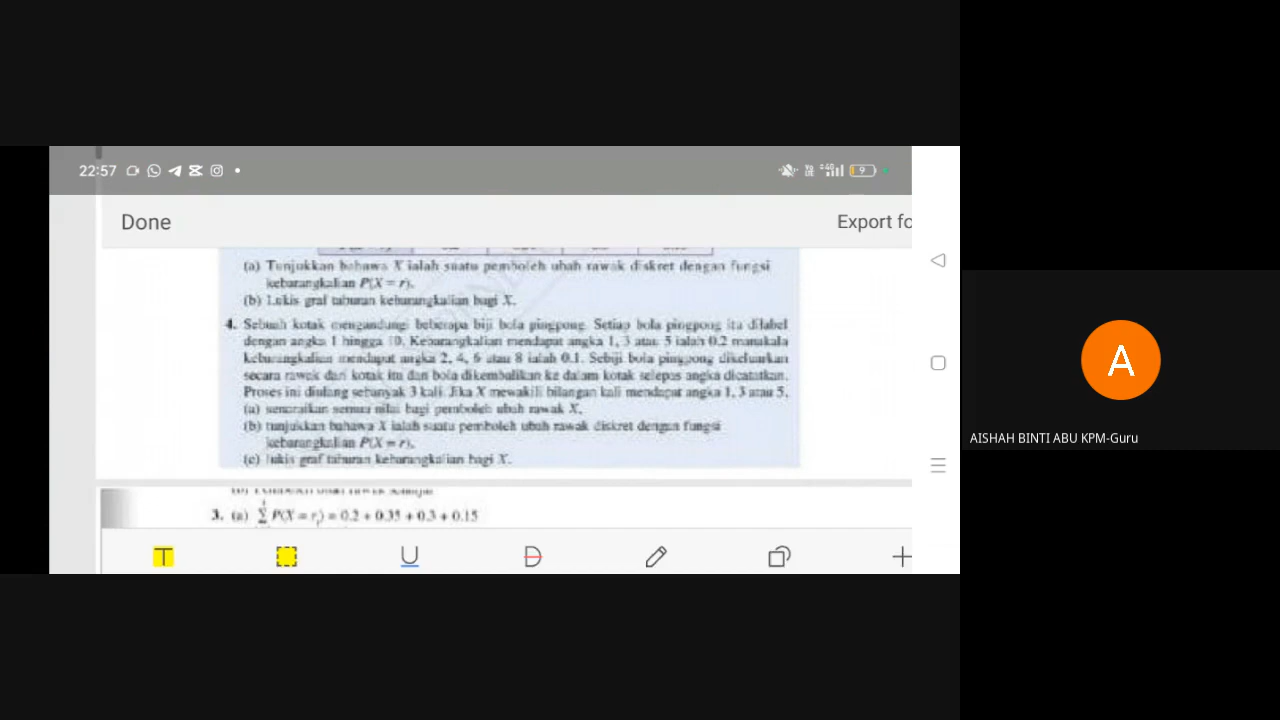 22:57
9
Done
Export fo
(a) Tunjukkan bahawa X ialah suatu pemboleh ubah rawak diskret dengan fungsi
kebarangkalian P(X = r).
(b) Lukis graf taburan kebarangkalian bagi X.
4. Sebuah kotak mengandungi beberapa biji bola pingpong. Setiap bola pingpong itu dilabel
dengan angka 1 hingga 10. Kebarangkalian mendapat angka 1, 3 atau 5 ialah 0.2 manakala
kebarangkalian mendapat angka 2, 4, 6 atau 8 ialah 0.1. Sebiji bola pingpong dikeluarkan
secara rawak dari kotak itu dan bola dikembalikan ke dalam kotak selepas angka dicatatkan.
Proses ini diulang sebanyak 3 kali. Jika X mewakili bilangan kali mendapat angka 1, 3 atau 5,
(a) senaraikan semua nilai bagi pemboleh ubah rawak X,
(b) tunjukkan bahawa X ialah suatu pemboleh ubah rawak diskret dengan fungsi
kebarangkalian P(X = r),
(c) lukis graf taburan kebarangkalian bagi X.
3. (a) Σ P(X = r) = 0.2 + 0.35 + 0.3 + 0.15
T
U
D
A
AISHAH BINTI ABU KPM-Guru